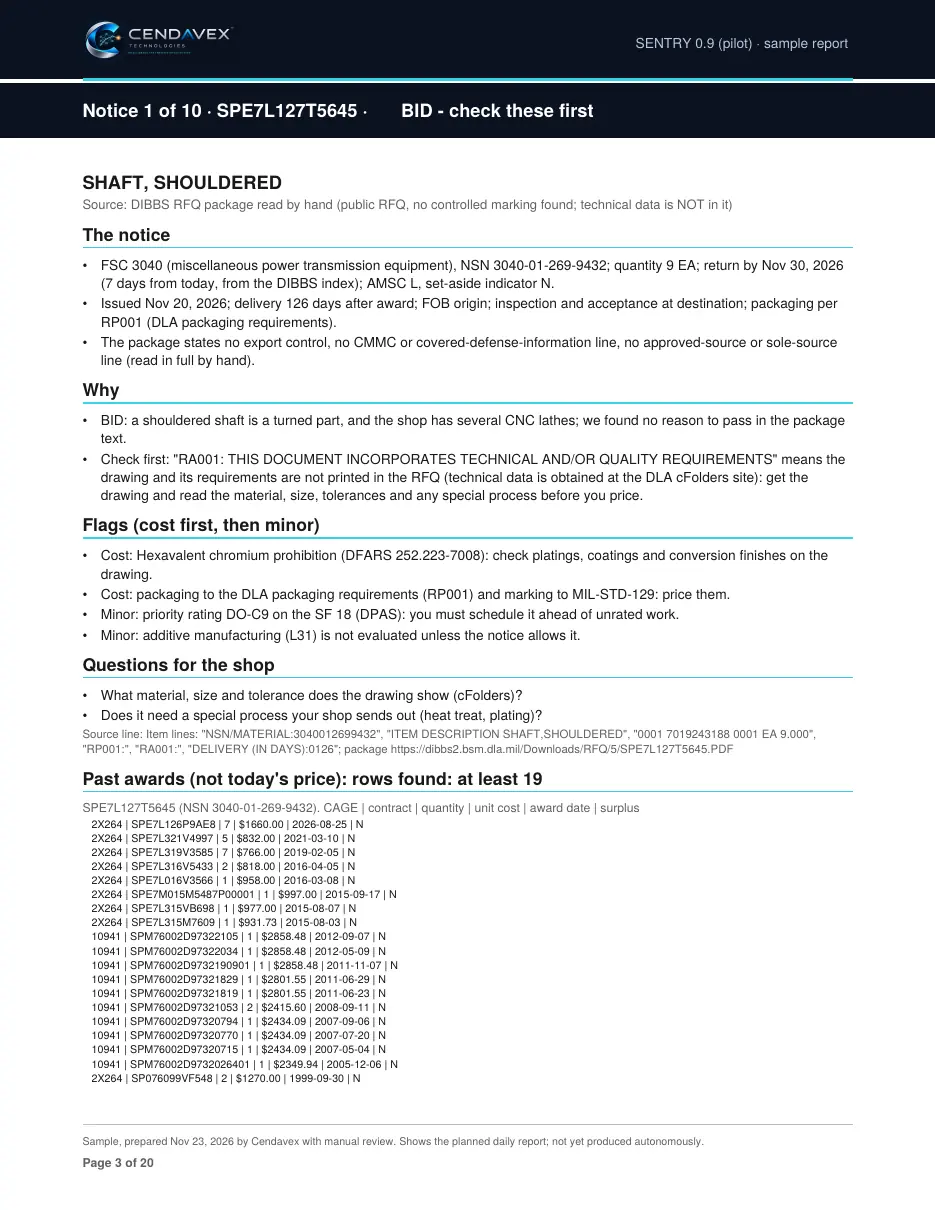 CENDAVEX
TECHNOLOGIES
SENTRY 0.9 (pilot) · sample report
Notice 1 of 10 · SPE7L127T5645 · BID - check these first
SHAFT, SHOULDERED
Source: DIBBS RFQ package read by hand (public RFQ, no controlled marking found; technical data is NOT in it)
The notice
• FSC 3040 (miscellaneous power transmission equipment), NSN 3040-01-269-9432; quantity 9 EA; return by Nov 30, 2026
(7 days from today, from the DIBBS index); AMSC L, set-aside indicator N.
• Issued Nov 20, 2026; delivery 126 days after award; FOB origin; inspection and acceptance at destination; packaging per
RP001 (DLA packaging requirements).
• The package states no export control, no CMMC or covered-defense-information line, no approved-source or sole-source
line (read in full by hand).
Why
• BID: a shouldered shaft is a turned part, and the shop has several CNC lathes; we found no reason to pass in the package
text.
• Check first: "RA001: THIS DOCUMENT INCORPORATES TECHNICAL AND/OR QUALITY REQUIREMENTS" means the
drawing and its requirements are not printed in the RFQ (technical data is obtained at the DLA cFolders site): get the
drawing and read the material, size, tolerances and any special process before you price.
Flags (cost first, then minor)
• Cost: Hexavalent chromium prohibition (DFARS 252.223-7008): check platings, coatings and conversion finishes on the
drawing.
• Cost: packaging to the DLA packaging requirements (RP001) and marking to MIL-STD-129: price them.
• Minor: priority rating DO-C9 on the SF 18 (DPAS): you must schedule it ahead of unrated work.
• Minor: additive manufacturing (L31) is not evaluated unless the notice allows it.
Questions for the shop
• What material, size and tolerance does the drawing show (cFolders)?
• Does it need a special process your shop sends out (heat treat, plating)?
Source line: Item lines: "NSN/MATERIAL:3040012699432", "ITEM DESCRIPTION SHAFT,SHOULDERED", "0001 7019243188 0001 EA 9.000",
"RP001:", "RA001:", "DELIVERY (IN DAYS):0126"; package https://dibbs2.bsm.dla.mil/Downloads/RFQ/5/SPE7L127T5645.PDF
Past awards (not today's price): rows found: at least 19
SPE7L127T5645 (NSN 3040-01-269-9432). CAGE | contract | quantity | unit cost | award date | surplus
2X264 | SPE7L126P9AE8 | 7 | $1660.00 | 2026-08-25 | N
2X264 | SPE7L321V4997 | 5 | $832.00 | 2021-03-10 | N
2X264 | SPE7L319V3585 | 7 | $766.00 | 2019-02-05 | N
2X264 | SPE7L316V5433 | 2 | $818.00 | 2016-04-05 | N
2X264 | SPE7L016V3566 | 1 | $958.00 | 2016-03-08 | N
2X264 | SPE7M015M5487P00001 | 1 | $997.00 | 2015-09-17 | N
2X264 | SPE7L315VB698 | 1 | $977.00 | 2015-08-07 | N
2X264 | SPE7L315M7609 | 1 | $931.73 | 2015-08-03 | N
10941 | SPM76002D97322105 | 1 | $2858.48 | 2012-09-07 | N
10941 | SPM76002D97322034 | 1 | $2858.48 | 2012-05-09 | N
10941 | SPM76002D9732190901 | 1 | $2858.48 | 2011-11-07 | N
10941 | SPM76002D97321829 | 1 | $2801.55 | 2011-06-29 | N
10941 | SPM76002D97321819 | 1 | $2801.55 | 2011-06-23 | N
10941 | SPM76002D97321053 | 2 | $2415.60 | 2008-09-11 | N
10941 | SPM76002D97320794 | 1 | $2434.09 | 2007-09-06 | N
10941 | SPM76002D97320770 | 1 | $2434.09 | 2007-07-20 | N
10941 | SPM76002D97320715 | 1 | $2434.09 | 2007-05-04 | N
10941 | SPM76002D9732026401 | 1 | $2349.94 | 2005-12-06 | N
2X264 | SP076099VF548 | 2 | $1270.00 | 1999-09-30 | N
Sample, prepared Nov 23, 2026 by Cendavex with manual review. Shows the planned daily report; not yet produced autonomously.
Page 3 of 20